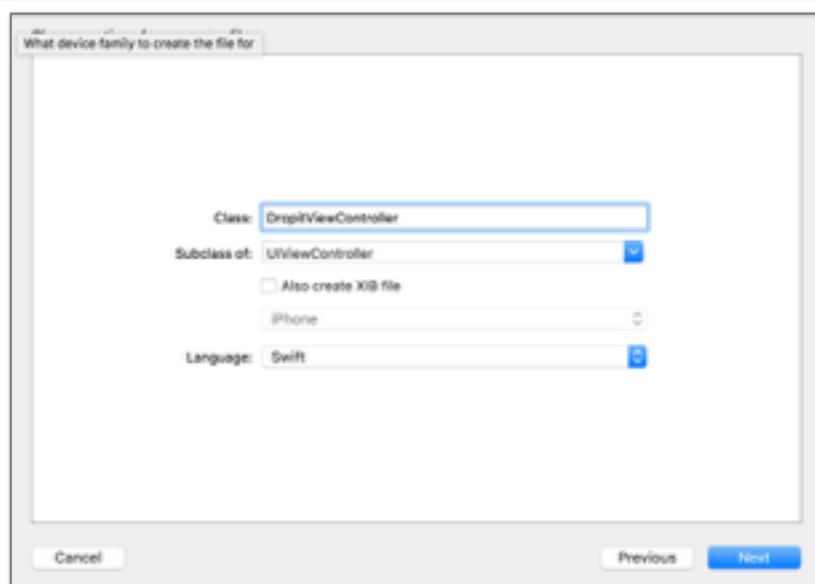 What device family to create the file for
Class: DropitViewController
Subclass of: UIViewController
Also create XIB file
iPhone
Language: Swift
Cancel Previous Next